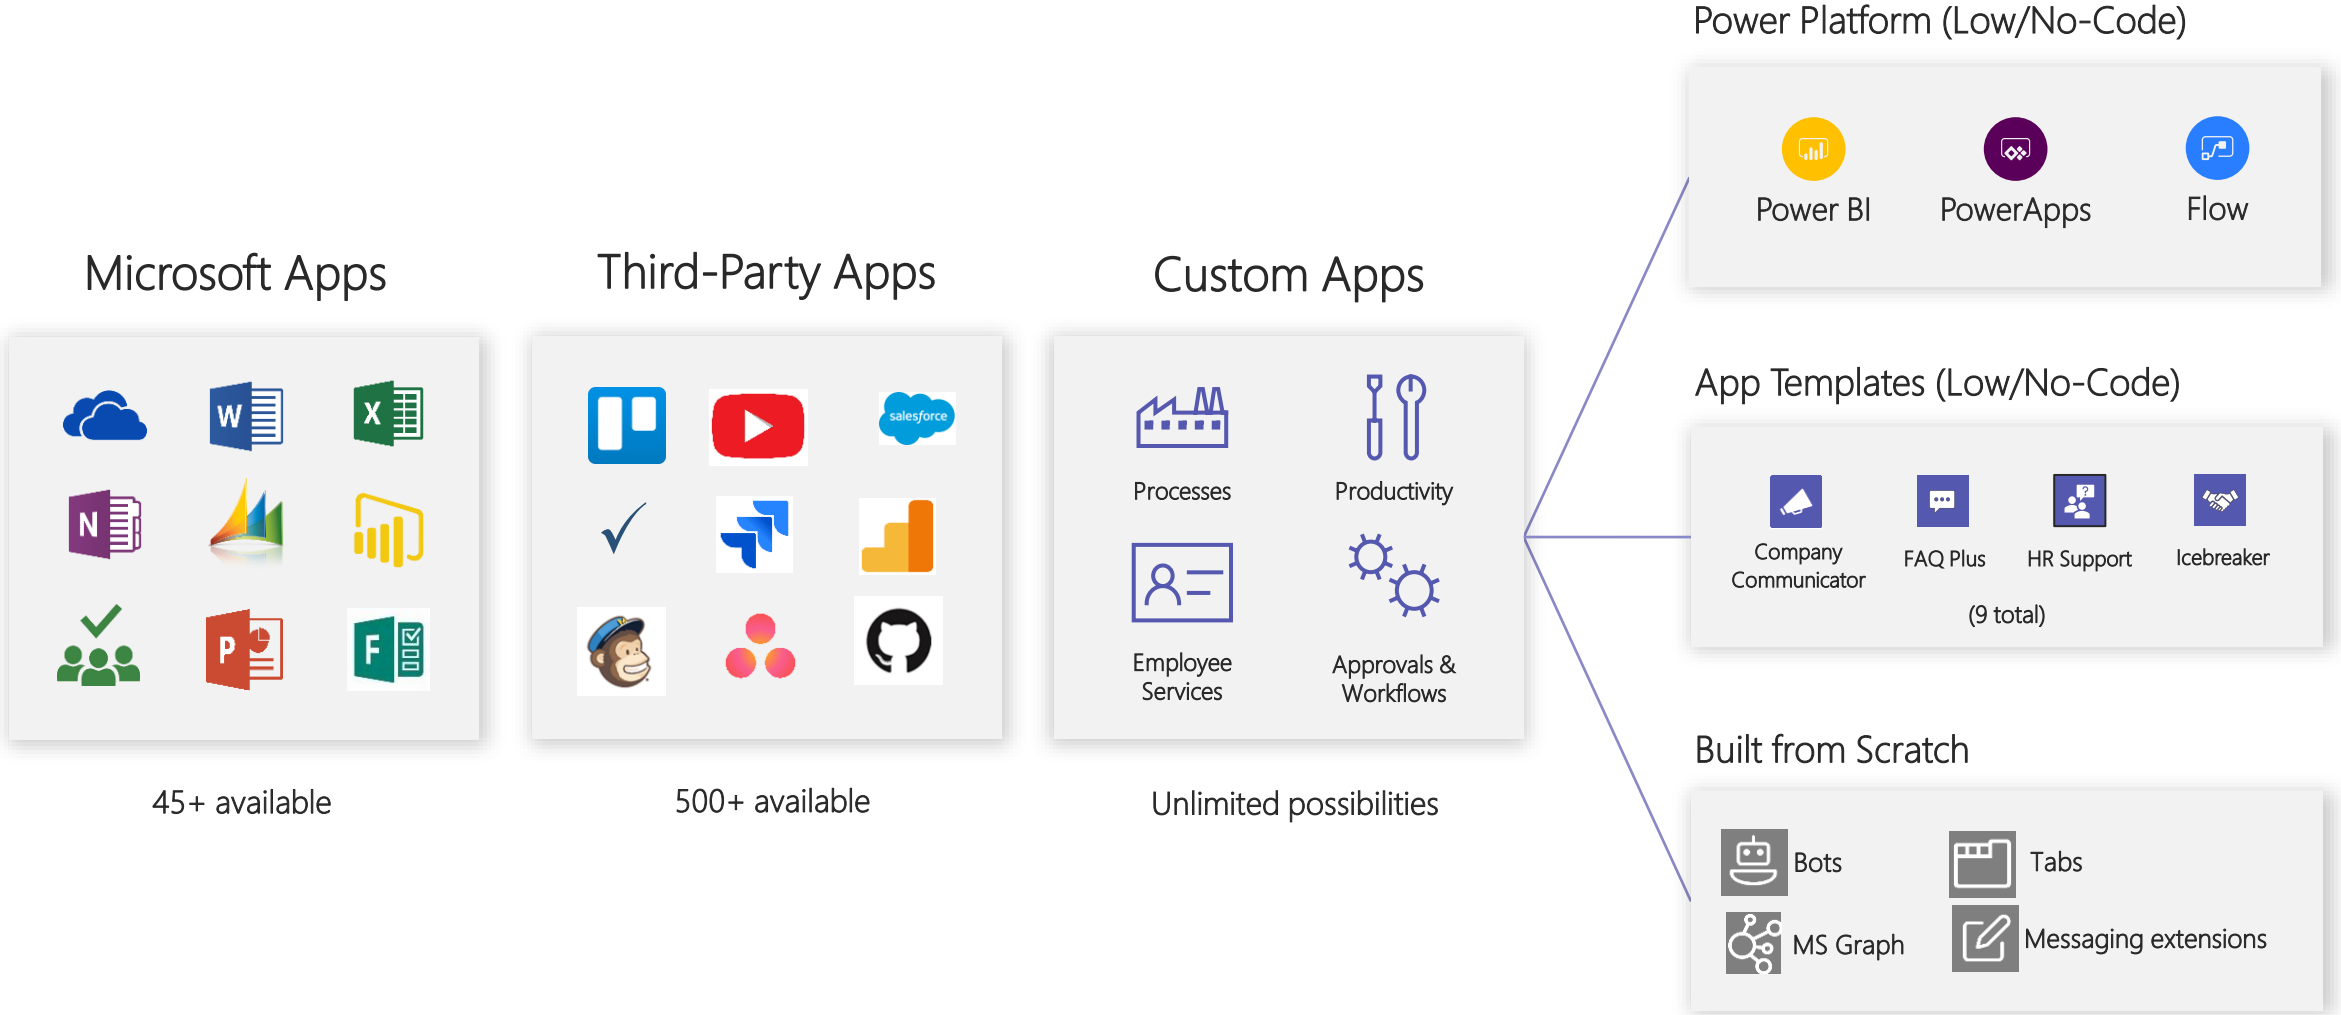 Microsoft Apps
W
X
N
P
F
45+ available
Third-Party Apps
salesforce
500+ available
Custom Apps
Processes
Productivity
Employee
Services
Approvals &
Workflows
Unlimited possibilities
Power Platform (Low/No-Code)
Power BI
PowerApps
Flow
App Templates (Low/No-Code)
Company
Communicator
FAQ Plus
?
HR Support
Icebreaker
(9 total)
Built from Scratch
Bots
Tabs
MS Graph
Messaging extensions